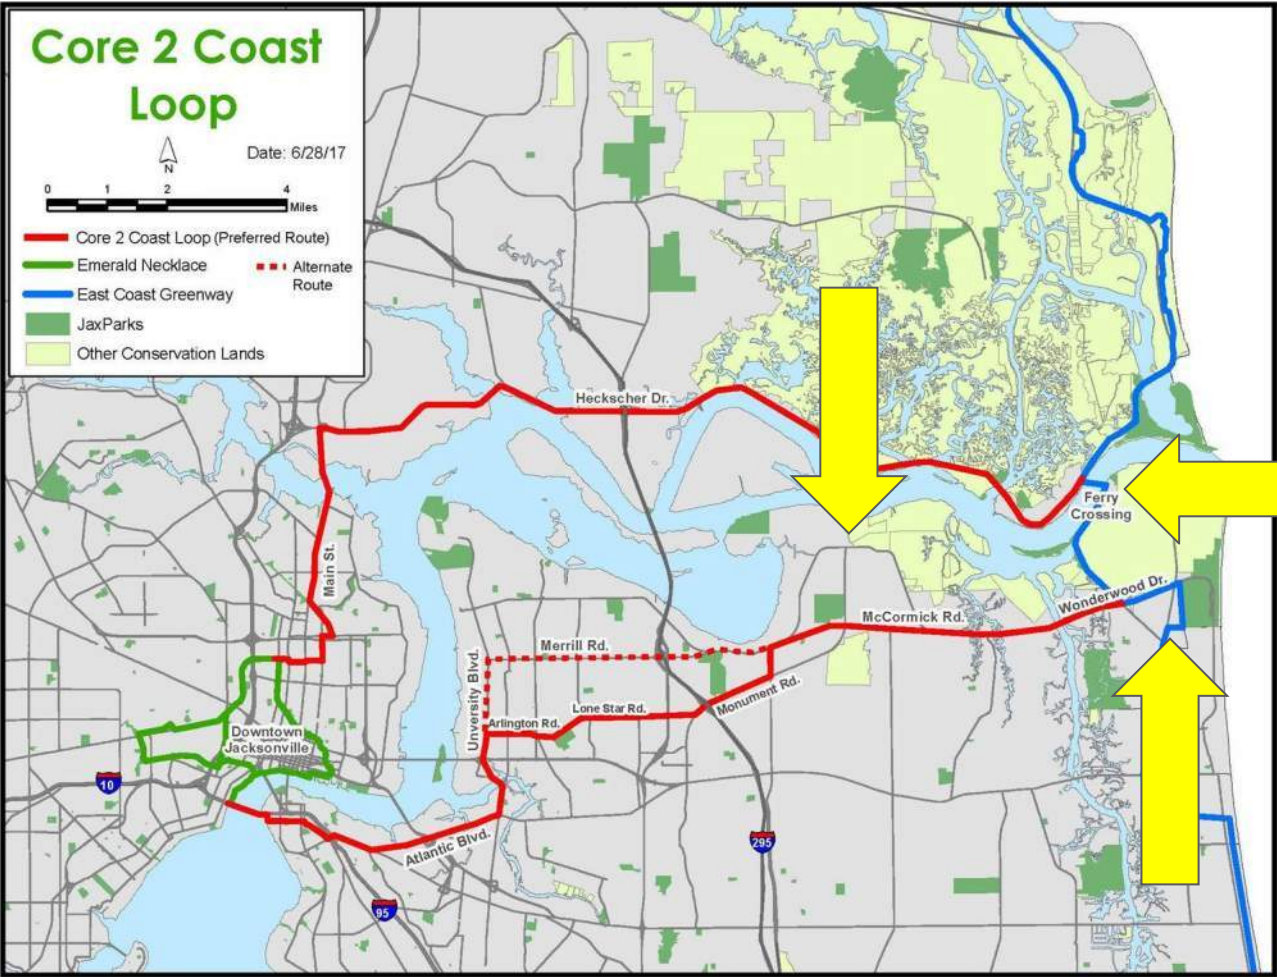 Core 2 Coast
Loop
N
Date: 6/28/17
0 1 2 4
Miles
Core 2 Coast Loop (Preferred Route)
Emerald Necklace
Alternate
Route
East Coast Greenway
JaxParks
Other Conservation Lands
Heckscher Dr.
Ferry
Crossing
Main St.
Wonderwood Dr.
McCormick Rd.
Merrill Rd.
Unversity Blvd.
Monument Rd.
Lone Star Rd.
Arlington Rd.
Downtown
Jacksonville
10
Atlantic Blvd.
295
95